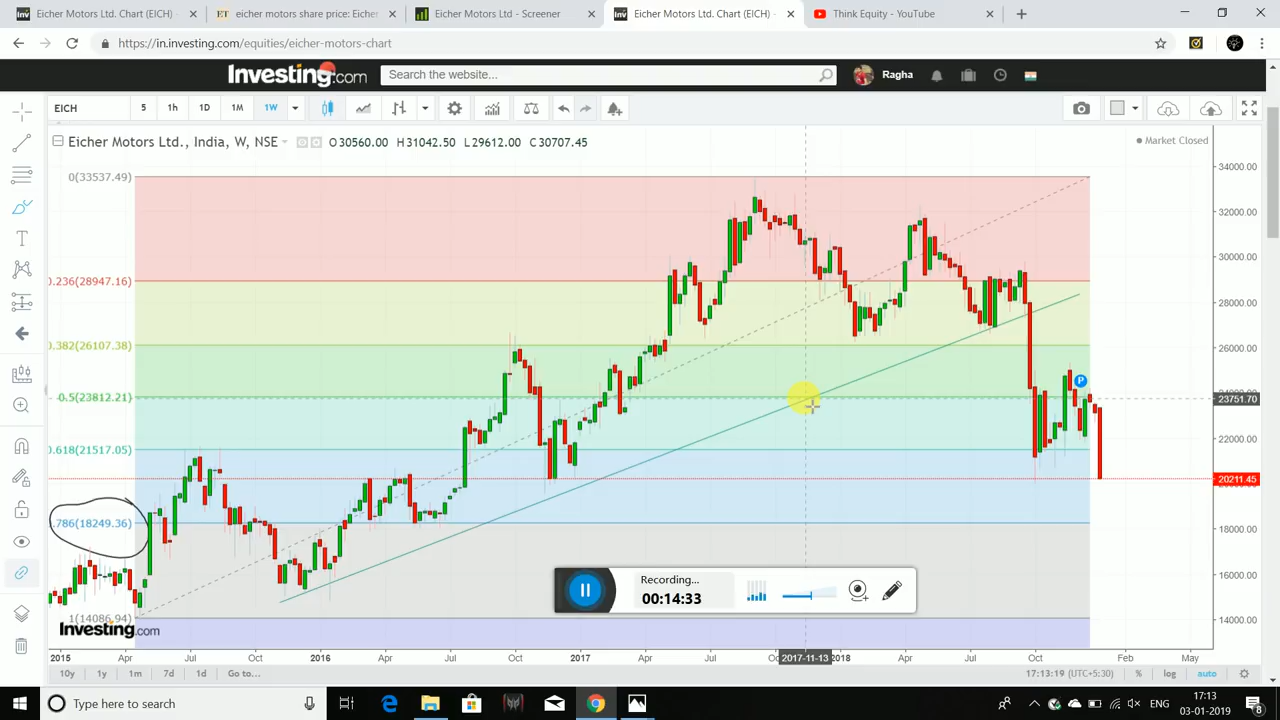 Eicher Motors Ltd. Chart (EICH) -
eicher motors share price: Eicher
Eicher Motors Ltd - Screener
Eicher Motors Ltd. Chart (EICH) -
Think Equity - YouTube
https://in.investing.com/equities/eicher-motors-chart
Investing.com
Search the website...
Ragha
EICH
5
1h
1D
1M
1W
Eicher Motors Ltd., India, W, NSE
O30560.00 H31042.50 L29612.00 C30707.45
Market Closed
34000.00
0(33537.49)
32000.00
30000.00
0.236(28947.16)
28000.00
0.382(26107.38)
26000.00
P
0.5(23812.21)
23751.70
22000.00
0.618(21517.05)
20211.45
.786(18249.36)
18000.00
16000.00
1(14086.94)
14000.00
Recording...
00:14:33
Investing.com
2015 Apr Jul Oct 2016 Apr Jul Oct 2017 Apr Jul 2017-11-13 2018 Apr Jul Oct Feb May
10y 1y 1m 7d 1d Go to...
17:13:19 (UTC+5:30) % log auto
Type here to search
ENG
17:13
03-01-2019
8